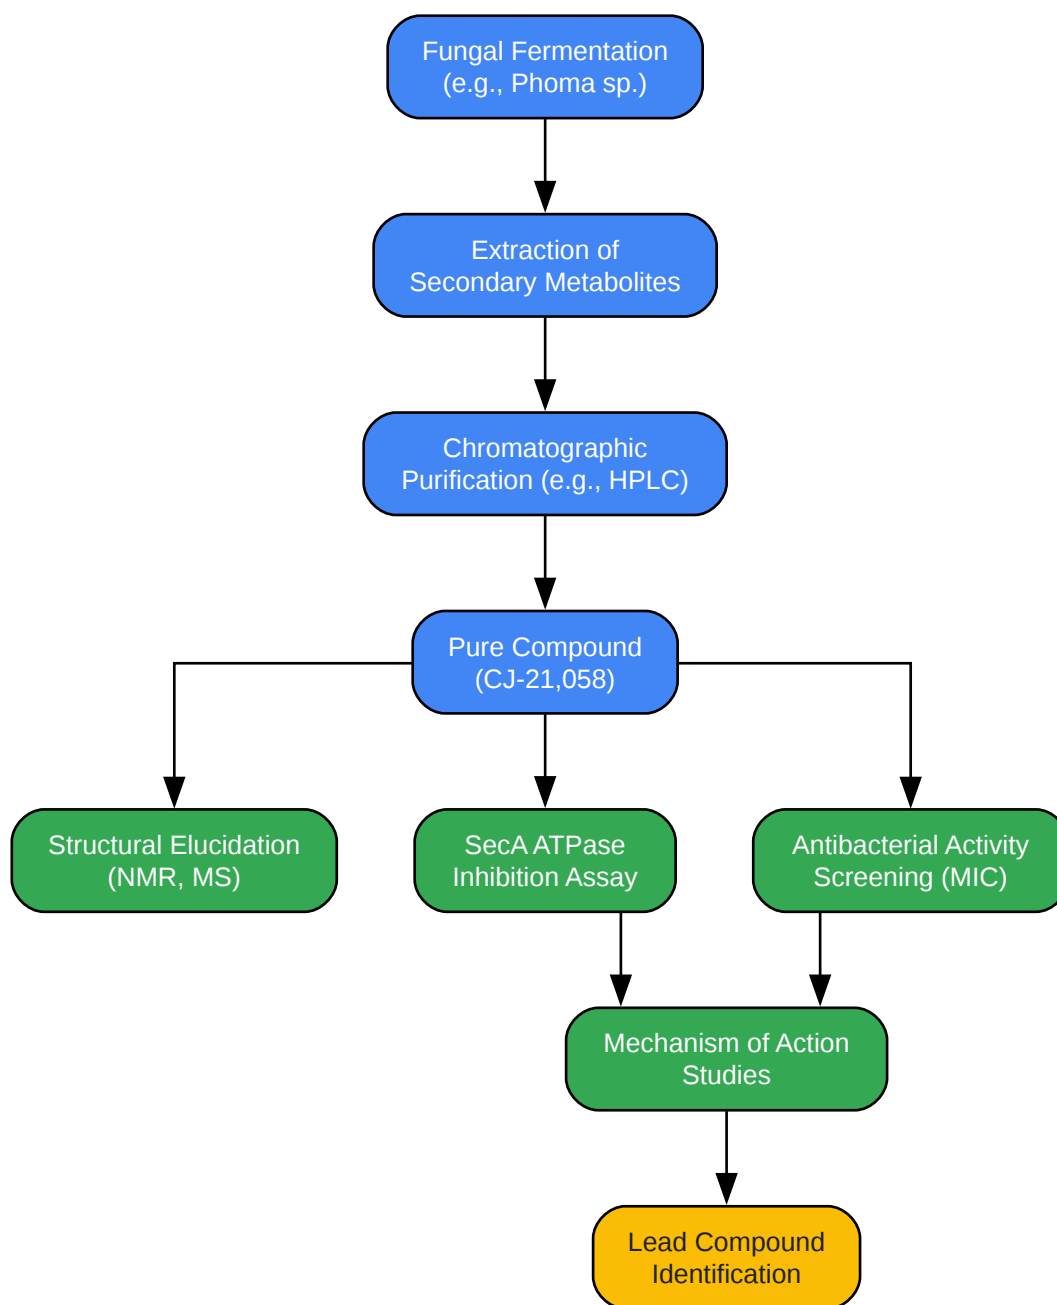 Fungal Fermentation
(e.g., Phoma sp.)
Extraction of
Secondary Metabolites
Chromatographic
Purification (e.g., HPLC)
Pure Compound
(CJ-21,058)
Structural Elucidation
(NMR, MS)
SecA ATPase
Inhibition Assay
Antibacterial Activity
Screening (MIC)
Mechanism of Action
Studies
Lead Compound
Identification